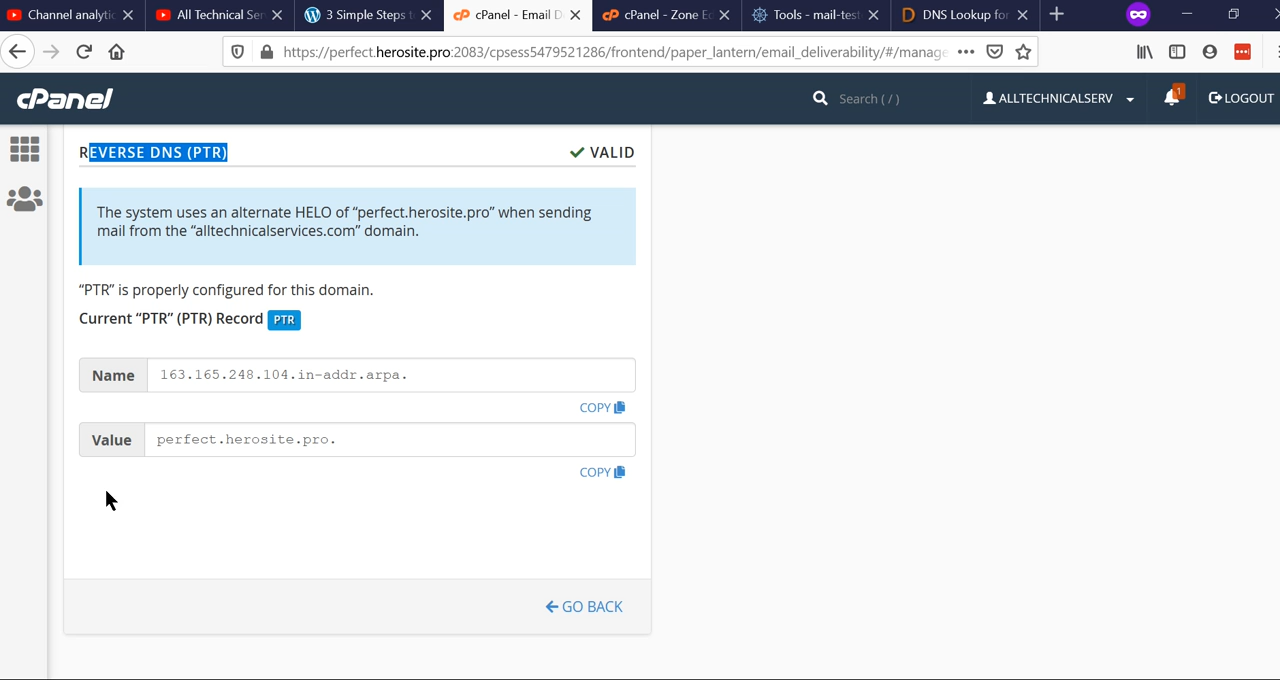 Channel analytic
All Technical Ser
3 Simple Steps t
cPanel - Email D
cPanel - Zone E
Tools - mail-test
DNS Lookup fo
https://perfect.herosite.pro:2083/cpsess5479521286/frontend/paper_lantern/email_deliverability/#/manage
cPanel
Search ( / )
ALLTECHNICALSERV
1
LOGOUT
REVERSE DNS (PTR)
VALID
The system uses an alternate HELO of “perfect.herosite.pro” when sending
mail from the “alltechnicalservices.com” domain.
“PTR” is properly configured for this domain.
Current “PTR” (PTR) Record PTR
Name 163.165.248.104.in-addr.arpa.
COPY
Value perfect.herosite.pro.
COPY
GO BACK